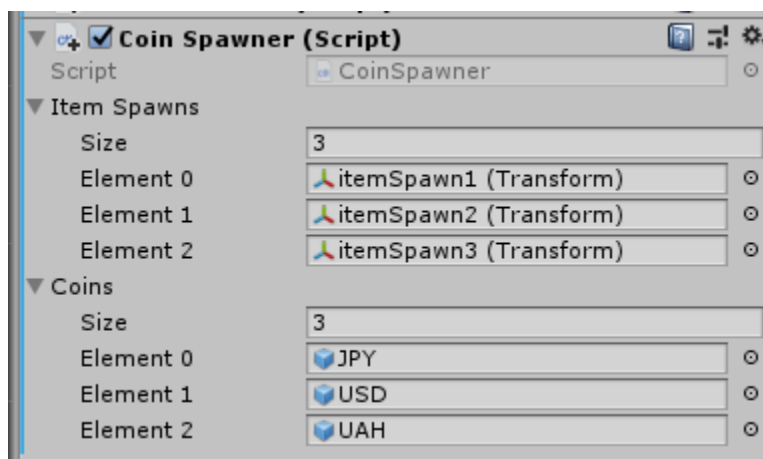 Coin Spawner (Script)
Script CoinSpawner
Item Spawns
Size 3
Element 0 itemSpawn1 (Transform)
Element 1 itemSpawn2 (Transform)
Element 2 itemSpawn3 (Transform)
Coins
Size 3
Element 0 JPY
Element 1 USD
Element 2 UAH